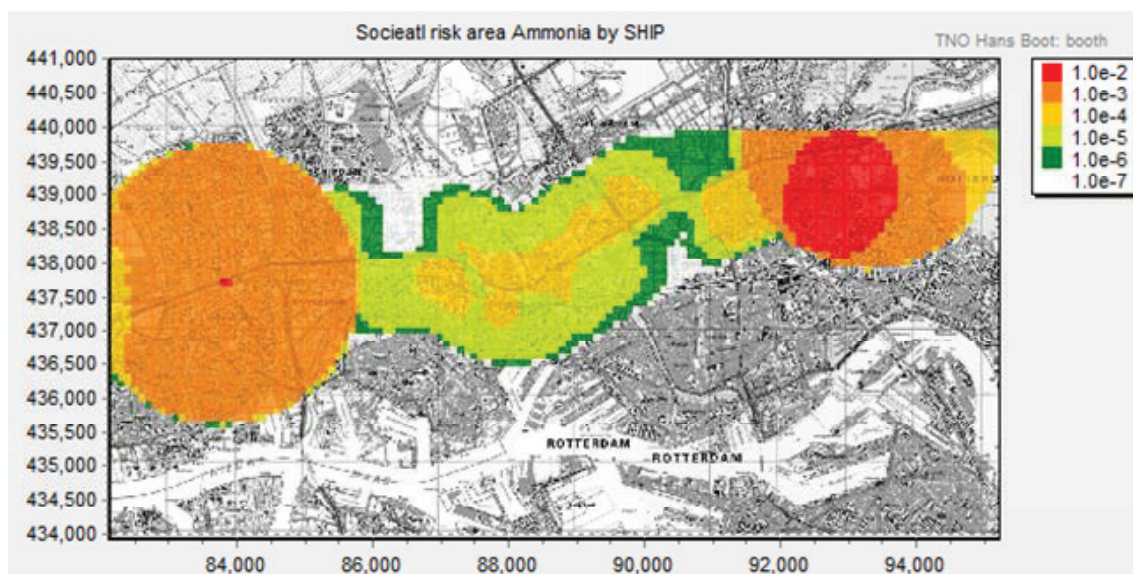 Socieatl risk area Ammonia by SHIP
TNO Hans Boot: booth
441,000
440,500
440,000
439,500
439,000
438,500
438,000
437,500
437,000
436,500
436,000
435,500
435,000
434,500
434,000
ROTTERDAM
ROTTERDAM
84,000
86,000
88,000
90,000
92,000
94,000
1.0e-2
1.0e-3
1.0e-4
1.0e-5
1.0e-6
1.0e-7